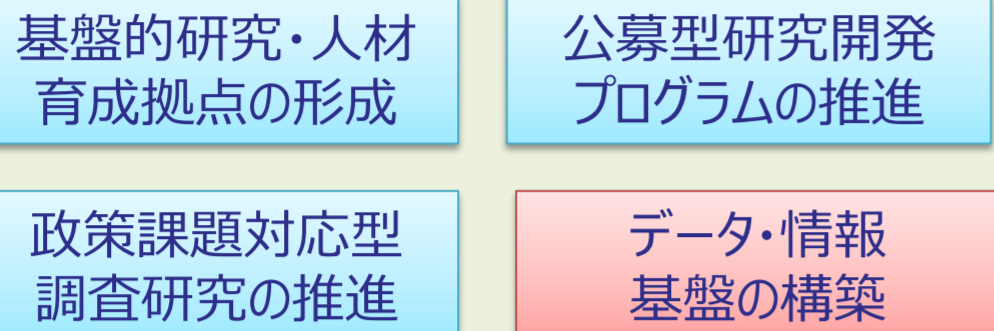 基盤的研究・人材
育成拠点の形成
公募型研究開発
プログラムの推進
政策課題対応型
調査研究の推進
データ・情報
基盤の構築